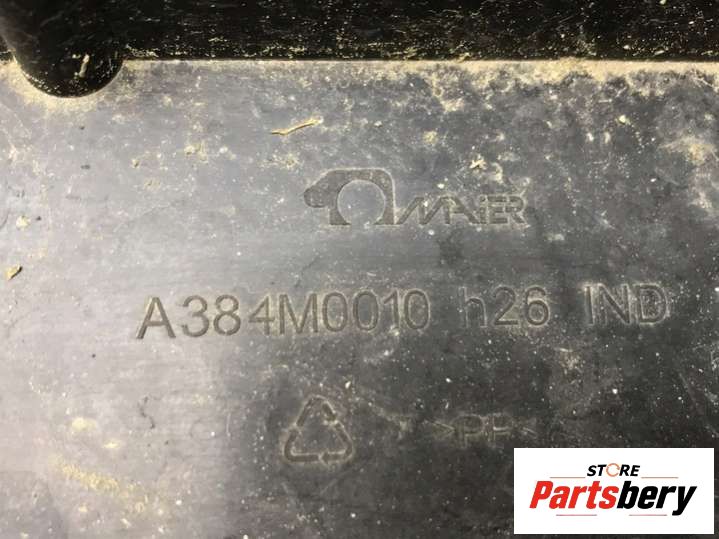 MAIER
A384M0010 h26 IND
>PP<
STORE
Partsbery